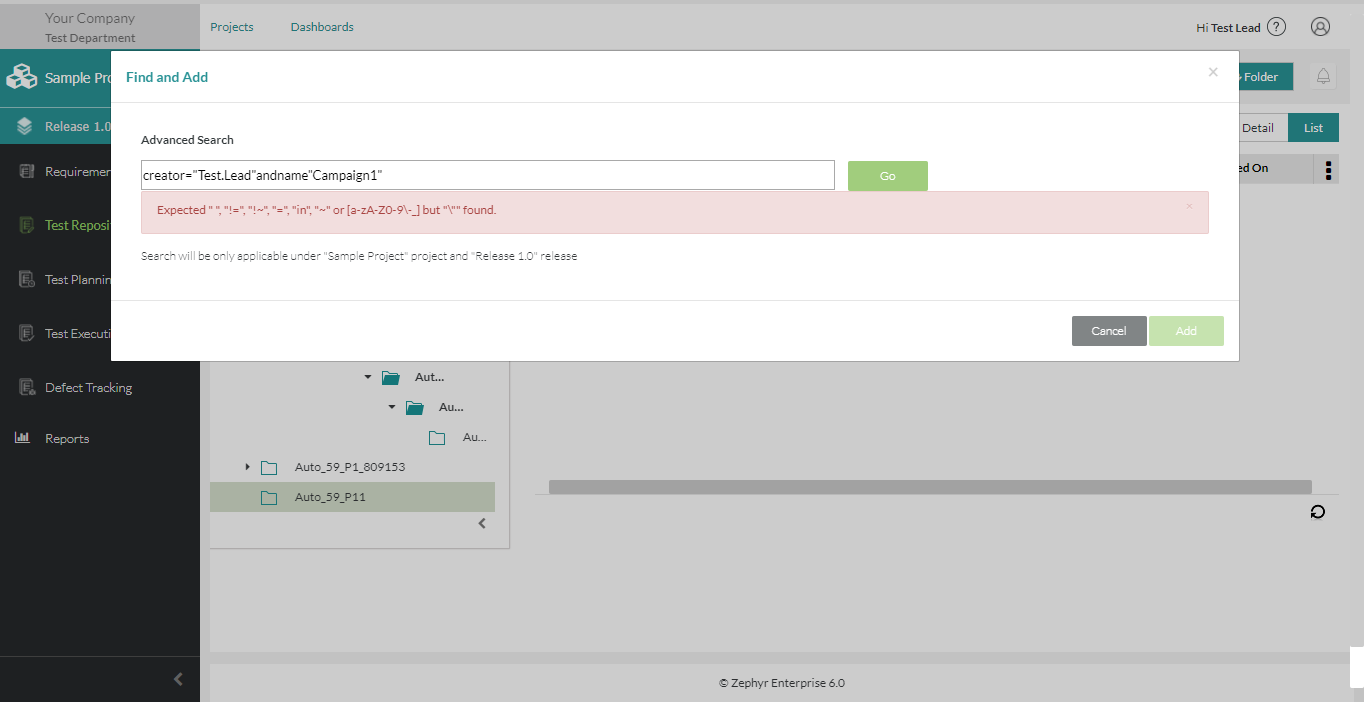 Your Company
Test Department
Projects
Dashboards
Hi Test Lead
?
Sample Pro
Find and Add
×
Folder
Release 1.0
Advanced Search
Detail
List
creator="Test.Lead"andname"Campaign1"
Go
ed On
Requiremen
Expected " ", "!=", "!~", "=", "in", "~" or [a-zA-Z0-9\-_] but "\"" found.
×
Test Reposit
Search will be only applicable under "Sample Project" project and "Release 1.0" release
Test Plannin
Test Executi
Cancel
Add
Defect Tracking
Aut...
Au...
Au...
Reports
Auto_59_P1_809153
Auto_59_P11
© Zephyr Enterprise 6.0